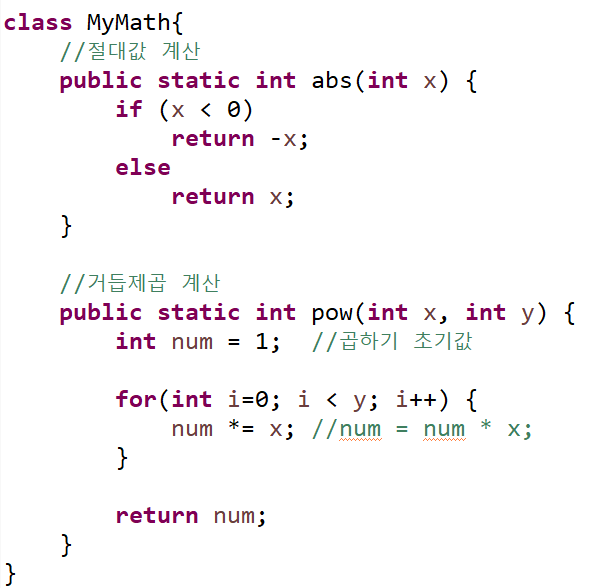 class MyMath{
//절대값 계산
public static int abs(int x) {
if (x < 0)
return -x;
else
return x;
}
//거듭제곱 계산
public static int pow(int x, int y) {
int num = 1;  //곱하기 초기값
for(int i=0; i < y; i++) {
num *= x; //num = num * x;
}
return num;
}
}